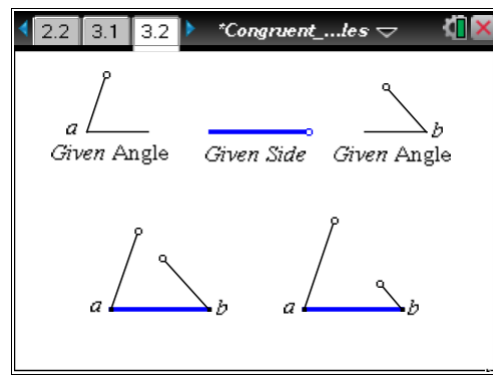 2.2 3.1 3.2 *Congruent_...les
a b
Given Angle Given Side Given Angle
a b a b